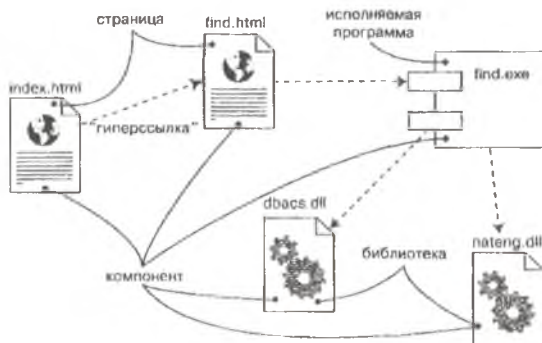 find.html
страница
исполняемая
программа
index.html
find.exe
"гиперссылка"
dbacs.dll
nateng.dll
библиотека
компонент